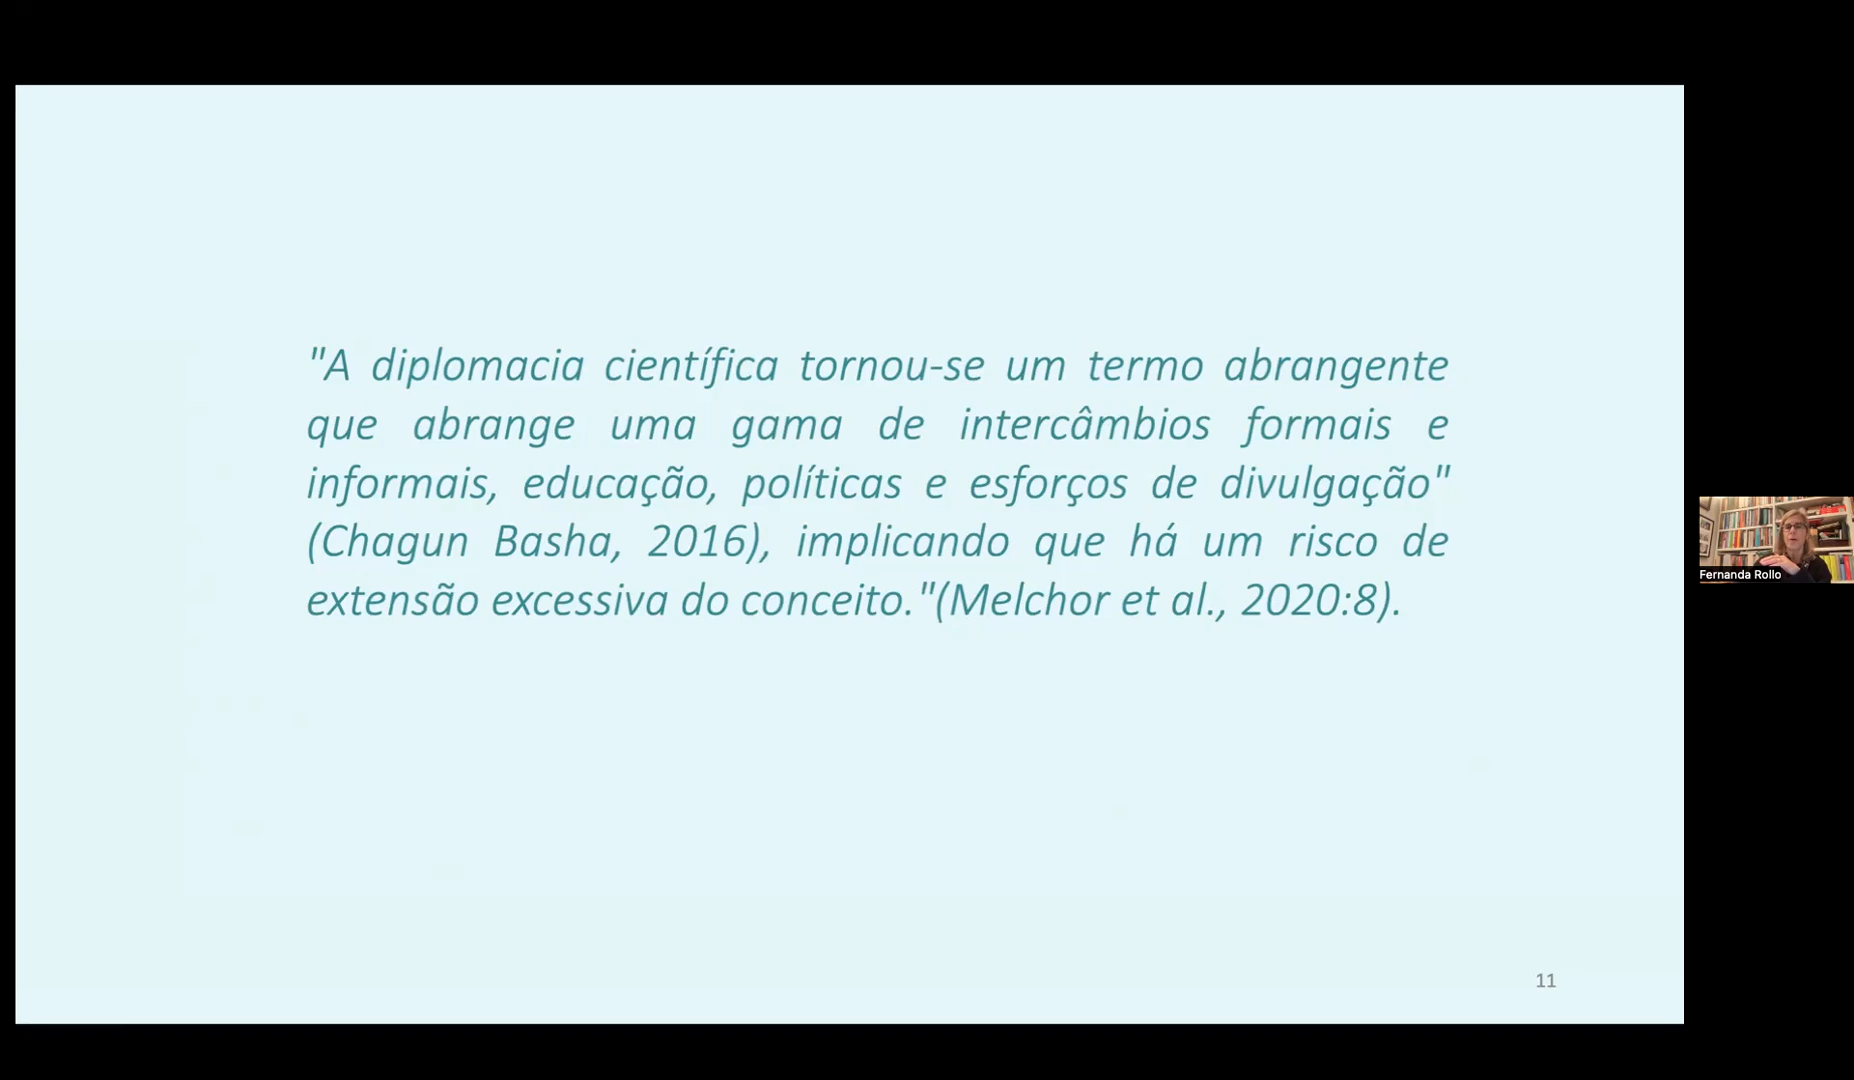 "A diplomacia científica tornou-se um termo abrangente
que abrange uma gama de intercâmbios formais e
informais, educação, políticas e esforços de divulgação"
(Chagun Basha, 2016), implicando que há um risco de
extensão excessiva do conceito."(Melchor et al., 2020:8).
Fernanda Rollo
11